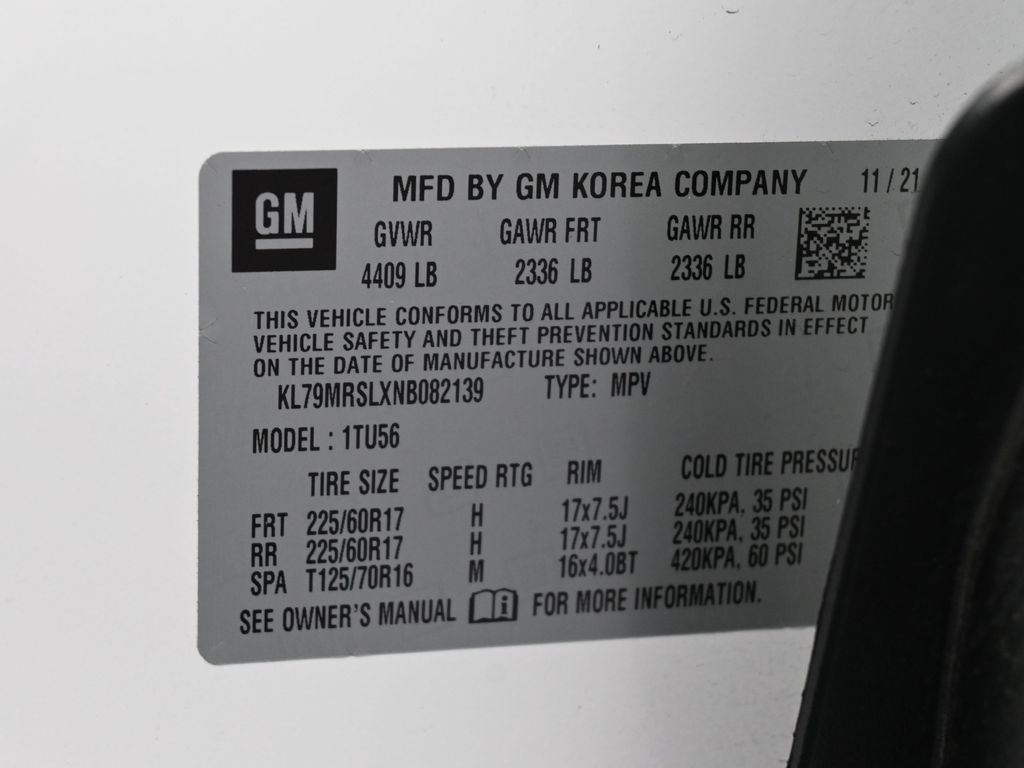 GM
MFD BY GM KOREA COMPANY 11 / 21
GVWR GAWR FRT GAWR RR
4409 LB 2336 LB 2336 LB
THIS VEHICLE CONFORMS TO ALL APPLICABLE U.S. FEDERAL MOTOR
VEHICLE SAFETY AND THEFT PREVENTION STANDARDS IN EFFECT
ON THE DATE OF MANUFACTURE SHOWN ABOVE.
KL79MRSLXNB082139 TYPE: MPV
MODEL : 1TU56
TIRE SIZE SPEED RTG RIM COLD TIRE PRESSUR
FRT 225/60R17 H 17x7.5J 240KPA, 35 PSI
RR 225/60R17 H 17x7.5J 240KPA, 35 PSI
SPA T125/70R16 M 16x4.0BT 420KPA, 60 PSI
SEE OWNER'S MANUAL i FOR MORE INFORMATION.